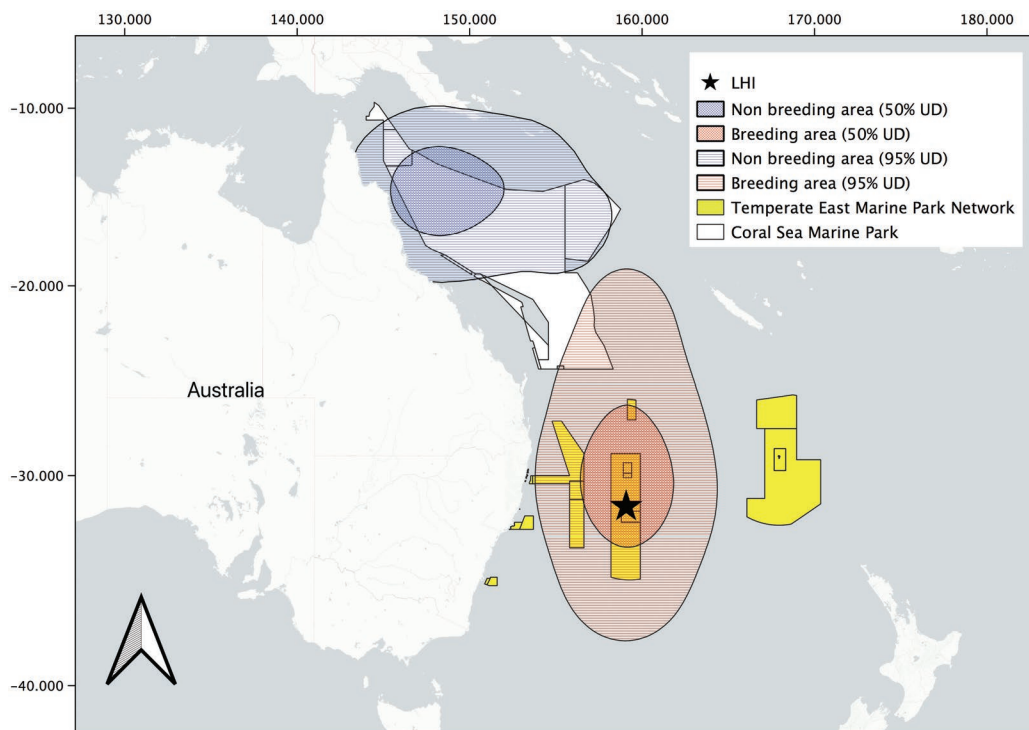 130.000 140.000 150.000 160.000 170.000 180.000
-10.000
-20.000
-30.000
-40.000
LHI
Non breeding area (50% UD)
Breeding area (50% UD)
Non breeding area (95% UD)
Breeding area (95% UD)
Temperate East Marine Park Network
Coral Sea Marine Park
Australia